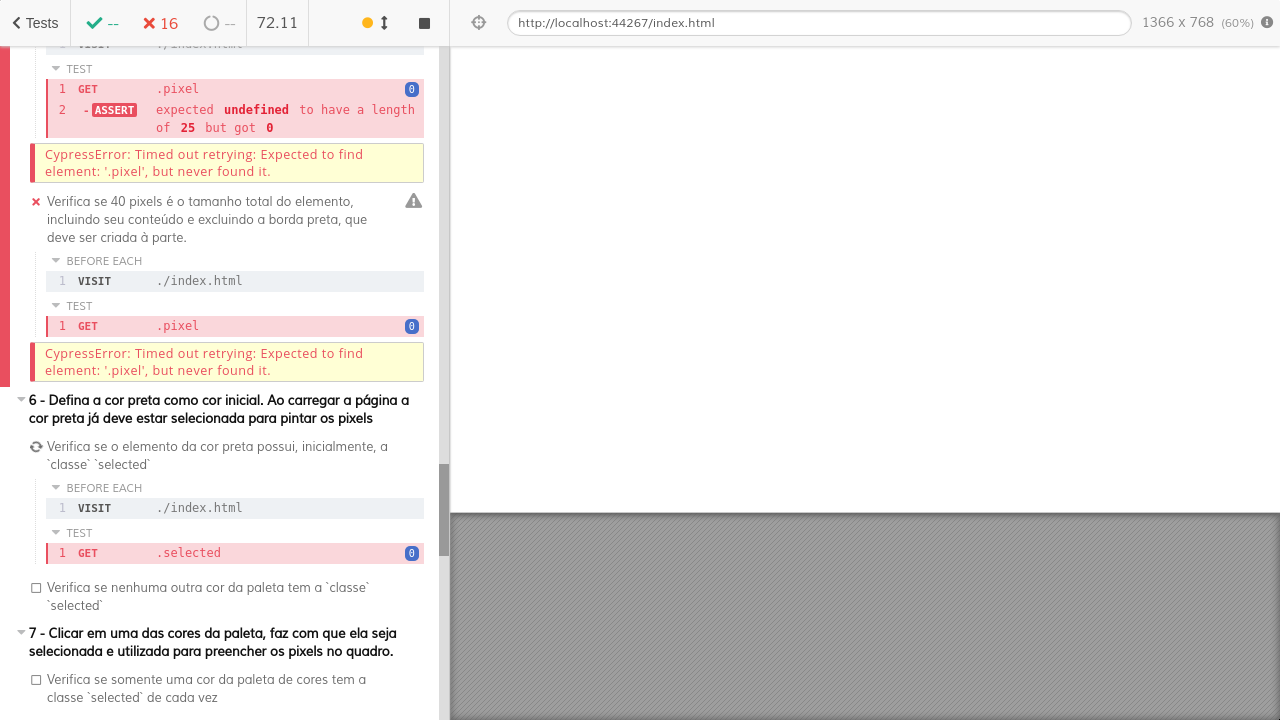 Tests -- 16 -- 72.11 http://localhost:44267/index.html 1366 x 768 (60%)
TEST
1 GET .pixel 0
2 -ASSERT expected undefined to have a length
of 25 but got 0
CypressError: Timed out retrying: Expected to find
element: '.pixel', but never found it.
Verifica se 40 pixels é o tamanho total do elemento,
incluindo seu conteúdo e excluindo a borda preta, que
deve ser criada à parte.
BEFORE EACH
1 VISIT ./index.html
TEST
1 GET .pixel 0
CypressError: Timed out retrying: Expected to find
element: '.pixel', but never found it.
6 - Defina a cor preta como cor inicial. Ao carregar a página a
cor preta já deve estar selecionada para pintar os pixels
Verifica se o elemento da cor preta possui, inicialmente, a
`classe` `selected`
BEFORE EACH
1 VISIT ./index.html
TEST
1 GET .selected 0
Verifica se nenhuma outra cor da paleta tem a `classe`
`selected`
7 - Clicar em uma das cores da paleta, faz com que ela seja
selecionada e utilizada para preencher os pixels no quadro.
Verifica se somente uma cor da paleta de cores tem a
classe `selected` de cada vez